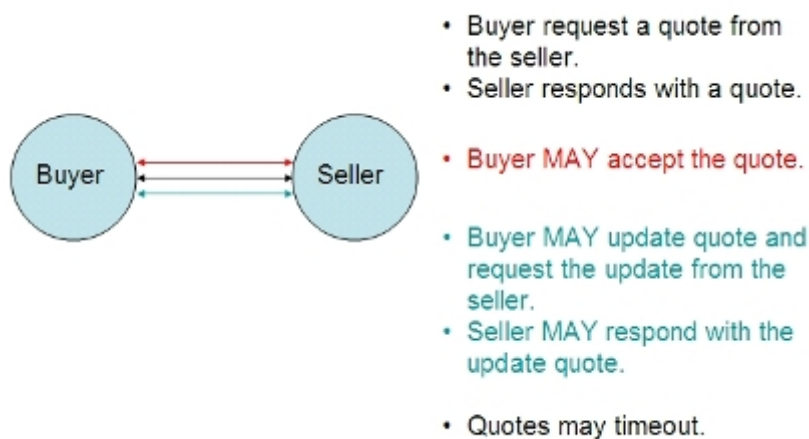 Buyer
Seller
• Buyer request a quote from
the seller.
• Seller responds with a quote.
• Buyer MAY accept the quote.
• Buyer MAY update quote and
request the update from the
seller.
• Seller MAY respond with the
update quote.
• Quotes may timeout.